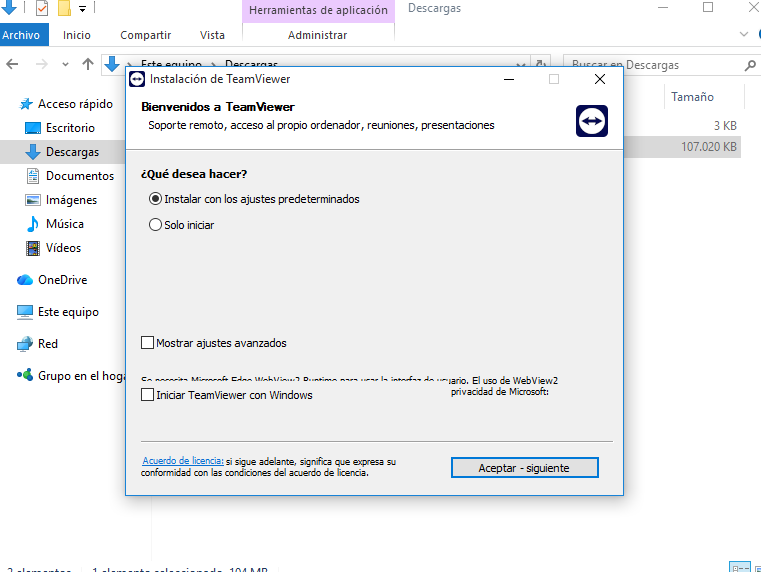 Herramientas de aplicación
Descargas
Archivo
Inicio
Compartir
Vista
Administrar
Este equipo
Descargas
Buscar en Descargas
Acceso rápido
Escritorio
Descargas
Documentos
Imágenes
Música
Vídeos
OneDrive
Este equipo
Red
Grupo en el hoga
Tamaño
3 KB
107.020 KB
Instalación de TeamViewer
Bienvenidos a TeamViewer
Soporte remoto, acceso al propio ordenador, reuniones, presentaciones
¿Qué desea hacer?
Instalar con los ajustes predeterminados
Solo iniciar
Mostrar ajustes avanzados
Se necesita Microsoft Edge WebView2 Runtime para usar la interfaz de usuario. El uso de WebView2
privacidad de Microsoft:
Iniciar TeamViewer con Windows
Acuerdo de licencia: si sigue adelante, significa que expresa su
conformidad con las condiciones del acuerdo de licencia.
Aceptar - siguiente
2 elementos
1 elemento seleccionado 104 MB